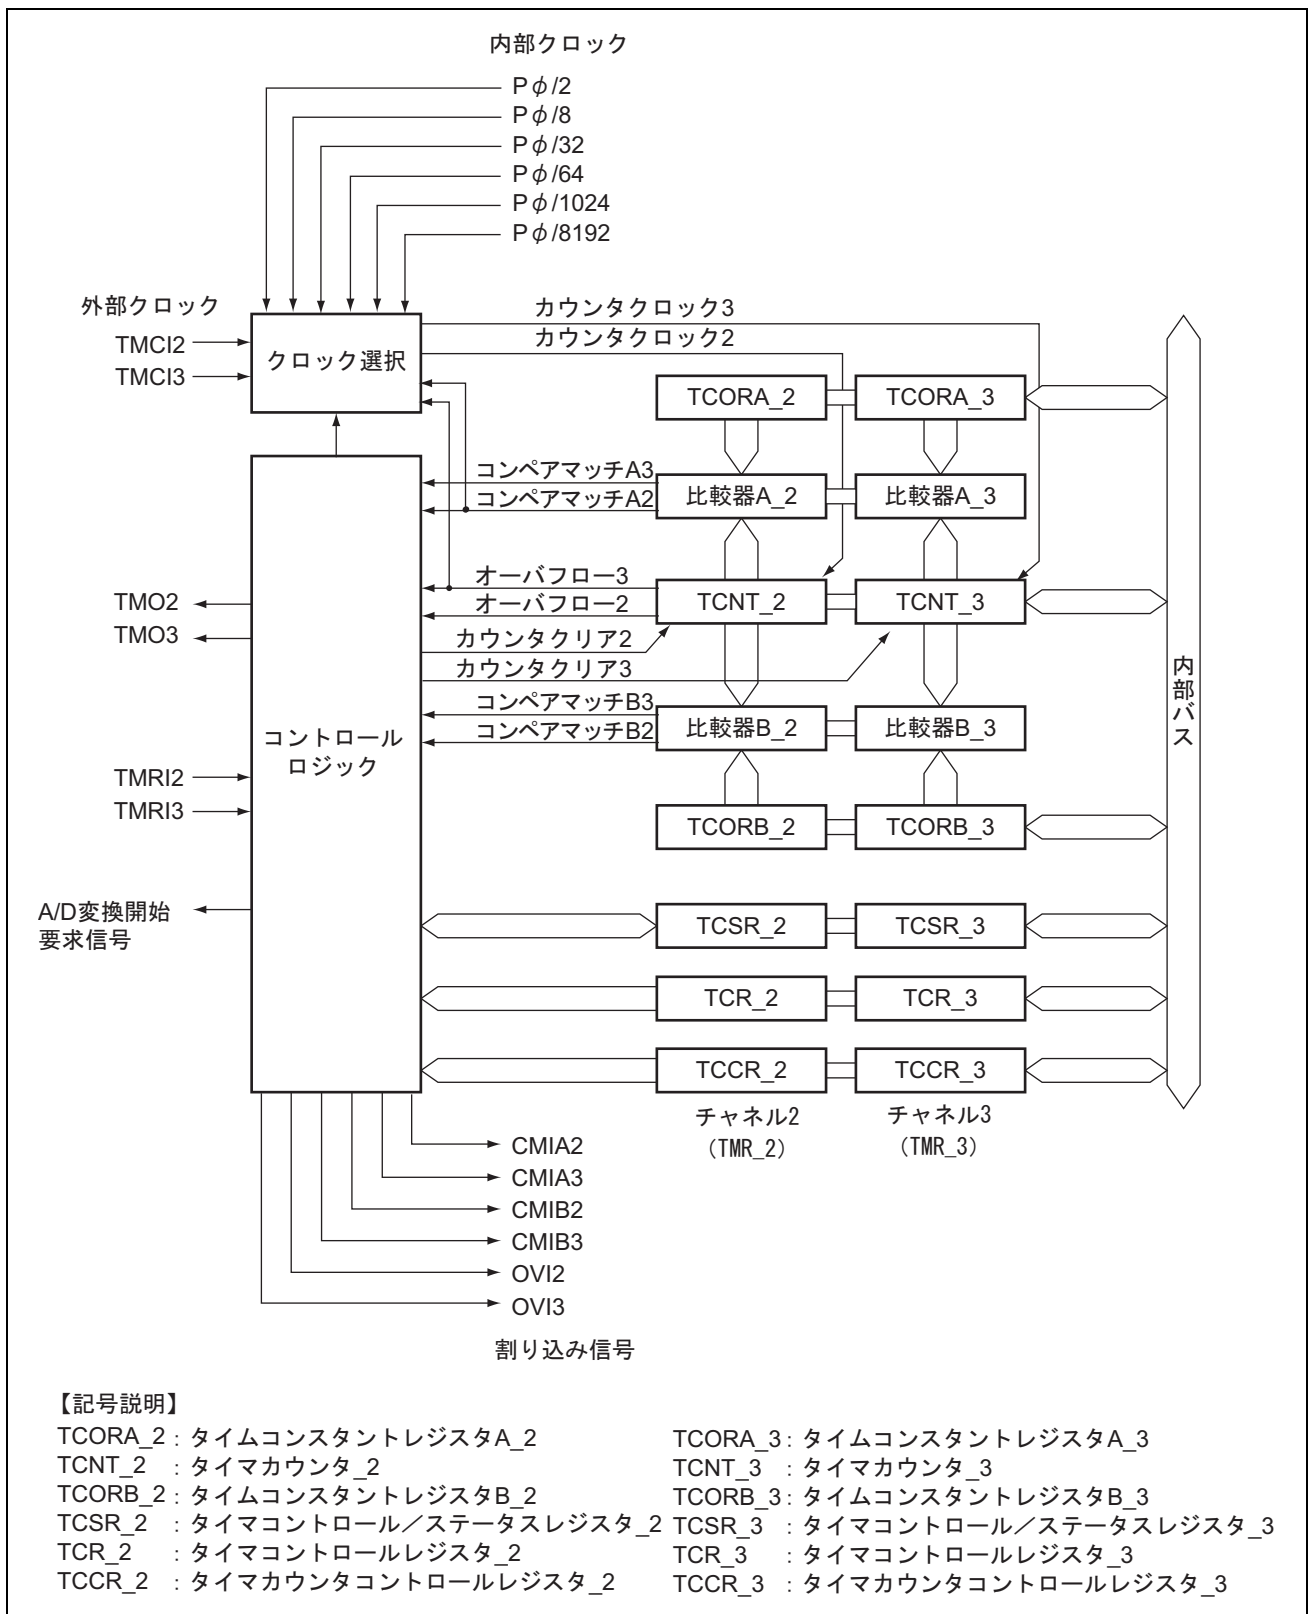 内部クロック
Pφ/2
Pφ/8
Pφ/32
Pφ/64
Pφ/1024
Pφ/8192
外部クロック
TMCI2
TMCI3
クロック選択
カウンタクロック3
カウンタクロック2
TCORA_2
TCORA_3
コンペアマッチA3
コンペアマッチA2
比較器A_2
比較器A_3
オーバフロー3
オーバフロー2
TCNT_2
TCNT_3
TMO2
TMO3
カウンタクリア2
カウンタクリア3
コンペアマッチB3
コンペアマッチB2
比較器B_2
比較器B_3
内部バス
コントロール
ロジック
TMRI2
TMRI3
TCORB_2
TCORB_3
A/D変換開始
要求信号
TCSR_2
TCSR_3
TCR_2
TCR_3
TCCR_2
TCCR_3
チャネル2
(TMR_2)
チャネル3
(TMR_3)
CMIA2
CMIA3
CMIB2
CMIB3
OVI2
OVI3
割り込み信号
【記号説明】
TCORA_2 : タイムコンスタントレジスタA_2
TCNT_2 : タイマカウンタ_2
TCORB_2 : タイムコンスタントレジスタB_2
TCSR_2 : タイマコントロール／ステータスレジスタ_2
TCR_2 : タイマコントロールレジスタ_2
TCCR_2 : タイマカウンタコントロールレジスタ_2
TCORA_3 : タイムコンスタントレジスタA_3
TCNT_3 : タイマカウンタ_3
TCORB_3 : タイムコンスタントレジスタB_3
TCSR_3 : タイマコントロール／ステータスレジスタ_3
TCR_3 : タイマコントロールレジスタ_3
TCCR_3 : タイマカウンタコントロールレジスタ_3